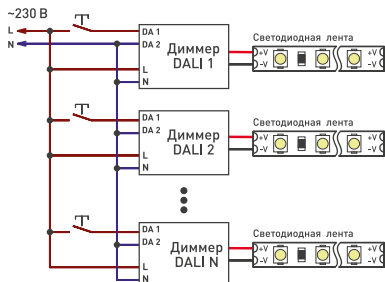 ~230 В
L
N
DA 1
DA 2
L
N
Диммер
DALI 1
Светодиодная лента
+V
-V
+V
-V
DA 1
DA 2
L
N
Диммер
DALI 2
Светодиодная лента
+V
-V
+V
-V
DA 1
DA 2
L
N
Диммер
DALI N
Светодиодная лента
+V
-V
+V
-V